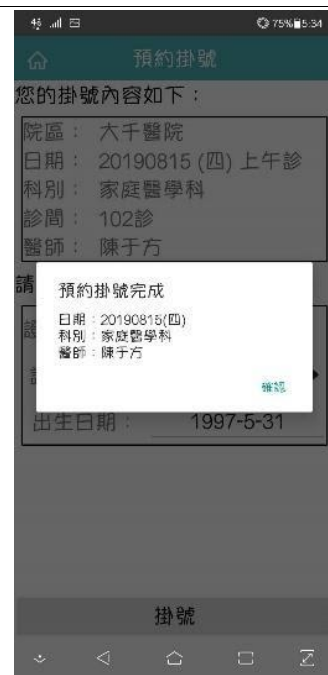 4G 75% 5:34
預約掛號
您的掛號內容如下：
院區： 大千醫院
日期： 20190815 (四) 上午診
科別： 家庭醫學科
診間： 102診
醫師： 陳于方
請
預約掛號完成
日期：20190815(四)
科別：家庭醫學科
醫師：陳于方
確認
出生日期： 1997-5-31
掛號